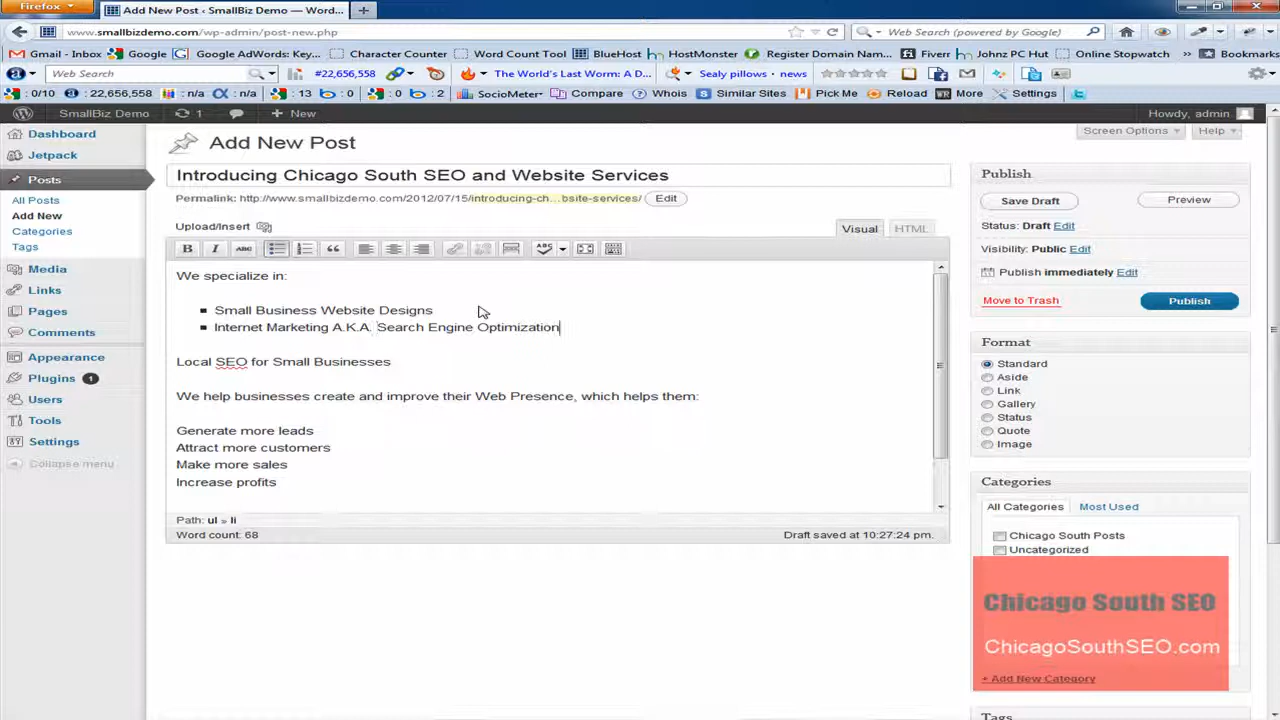 Firefox
Add New Post ‹ SmallBiz Demo — Word...
www.smallbizdemo.com/wp-admin/post-new.php
Web Search (powered by Google)
Gmail - Inbox
Google
Google AdWords: Key...
Character Counter
Word Count Tool
BlueHost
HostMonster
Register Domain Nam...
Fiverr
Johnz PC Hut
Online Stopwatch
Bookmarks
Web Search
#22,656,558
The World's Last Worm: A D...
Sealy pillows · news
: 0/10
: 22,656,558
: n/a
: n/a
: 13
: 0
: 0
: 2
SocioMeter
Compare
Whois
Similar Sites
Pick Me
Reload
More
Settings
SmallBiz Demo
1
New
Howdy, admin
Dashboard
Jetpack
Posts
All Posts
Add New
Categories
Tags
Media
Links
Pages
Comments
Appearance
Plugins 1
Users
Tools
Settings
Collapse menu
Add New Post
Screen Options
Help
Introducing Chicago South SEO and Website Services
Permalink: http://www.smallbizdemo.com/2012/07/15/introducing-ch…bsite-services/ Edit
Upload/Insert
Visual
HTML
B I ABC
ABC
We specialize in:
Small Business Website Designs
Internet Marketing A.K.A. Search Engine Optimization
Local SEO for Small Businesses
We help businesses create and improve their Web Presence, which helps them:
Generate more leads
Attract more customers
Make more sales
Increase profits
Path: ul » li
Word count: 68
Draft saved at 10:27:24 pm.
Publish
Save Draft
Preview
Status: Draft Edit
Visibility: Public Edit
Publish immediately Edit
Move to Trash
Publish
Format
Standard
Aside
Link
Gallery
Status
Quote
Image
Categories
All Categories
Most Used
Chicago South Posts
Uncategorized
Chicago South SEO
ChicagoSouthSEO.com
+ Add New Category
Tags